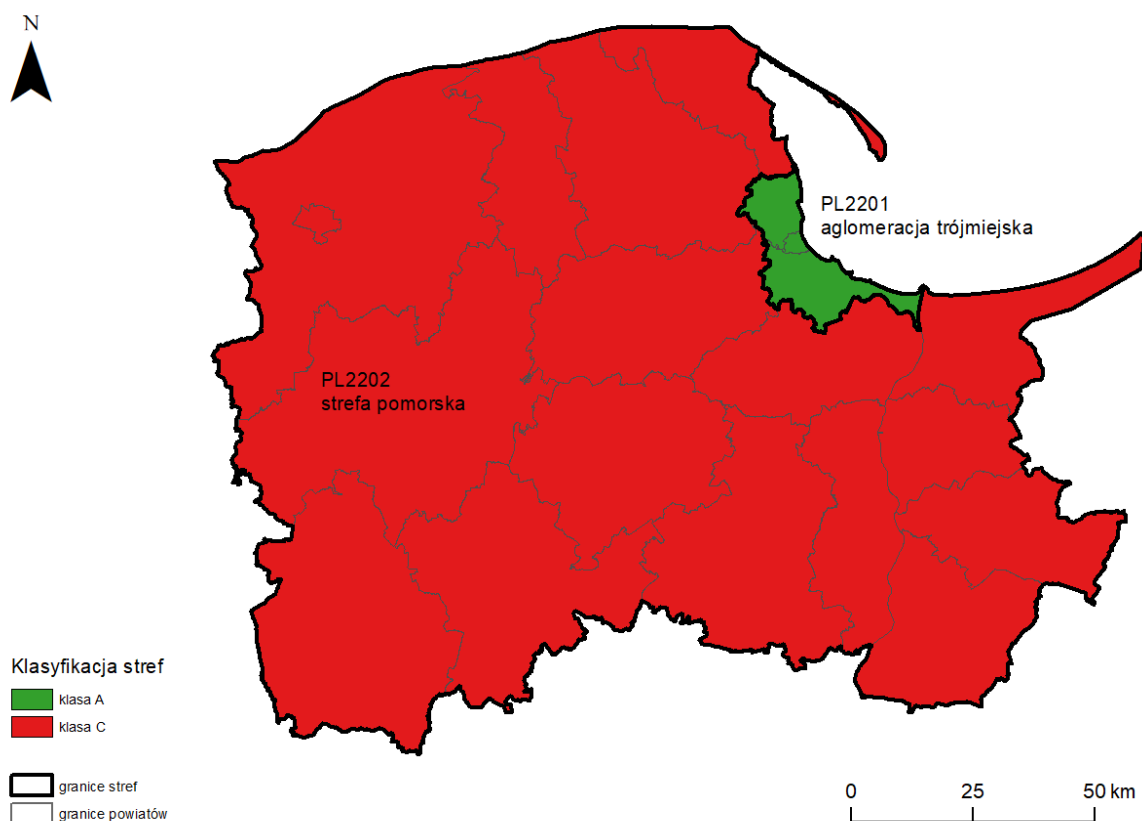 N
PL2201
aglomeracja trójmiejska
PL2202
strefa pomorska
Klasyfikacja stref
klasa A
klasa C
granice stref
granice powiatów
0 25 50 km